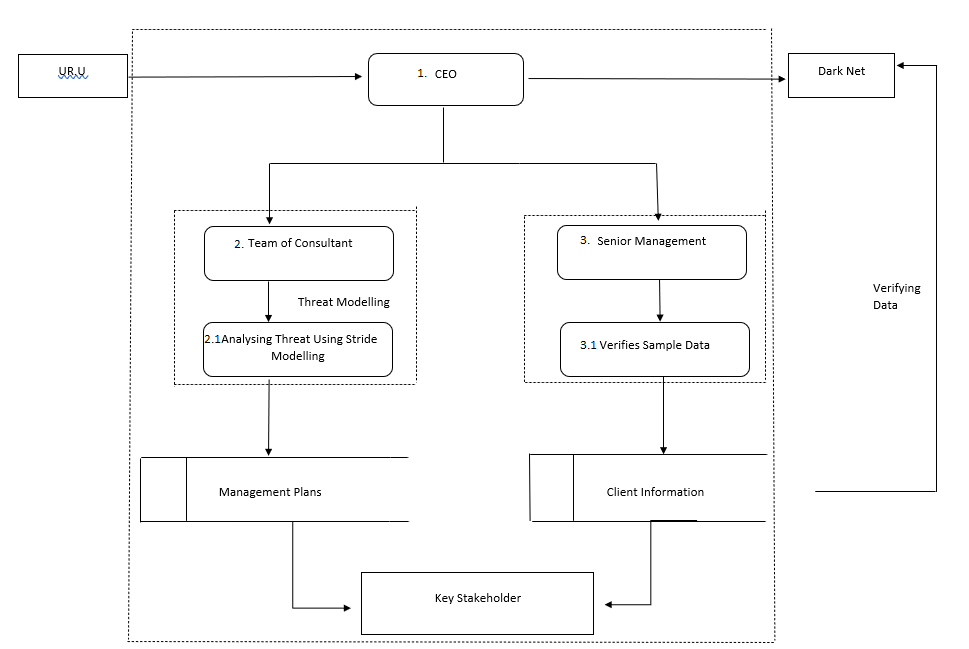 UR.U
1. CEO
Dark Net
2. Team of Consultant
3. Senior Management
Threat Modelling
Verifying
Data
2.1Analysing Threat Using Stride
Modelling
3.1 Verifies Sample Data
Management Plans
Client Information
Key Stakeholder